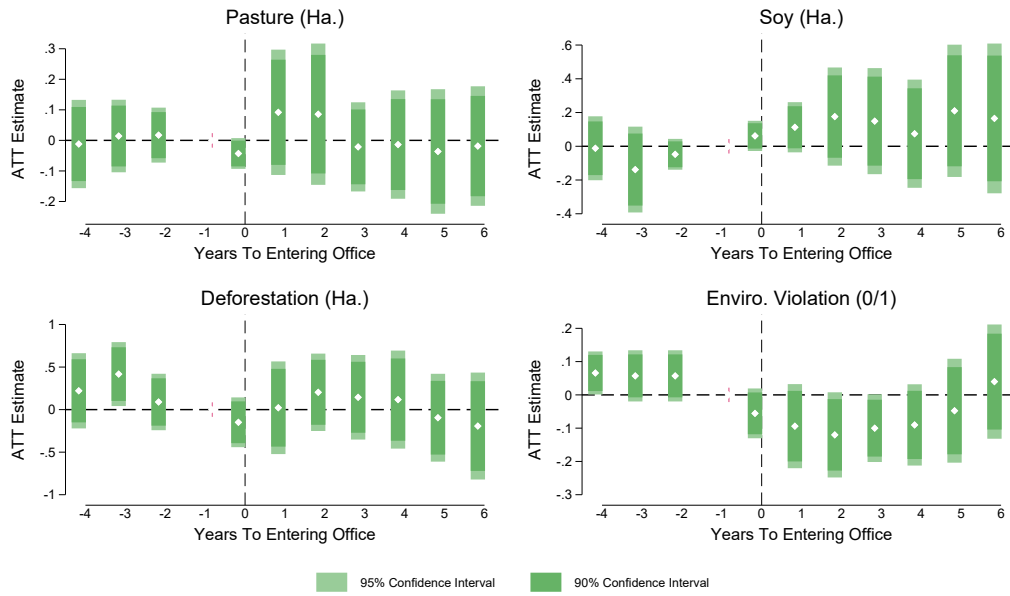 Pasture (Ha.)
ATT Estimate
.3
.2
.1
0
-.1
-.2
-4 -3 -2 -1 0 1 2 3 4 5 6
Years To Entering Office
Soy (Ha.)
ATT Estimate
.6
.4
.2
0
-.2
-.4
-4 -3 -2 -1 0 1 2 3 4 5 6
Years To Entering Office
Deforestation (Ha.)
ATT Estimate
1
.5
0
-.5
-1
-4 -3 -2 -1 0 1 2 3 4 5 6
Years To Entering Office
Enviro. Violation (0/1)
ATT Estimate
.2
.1
0
-.1
-.2
-.3
-4 -3 -2 -1 0 1 2 3 4 5 6
Years To Entering Office
95% Confidence Interval
90% Confidence Interval